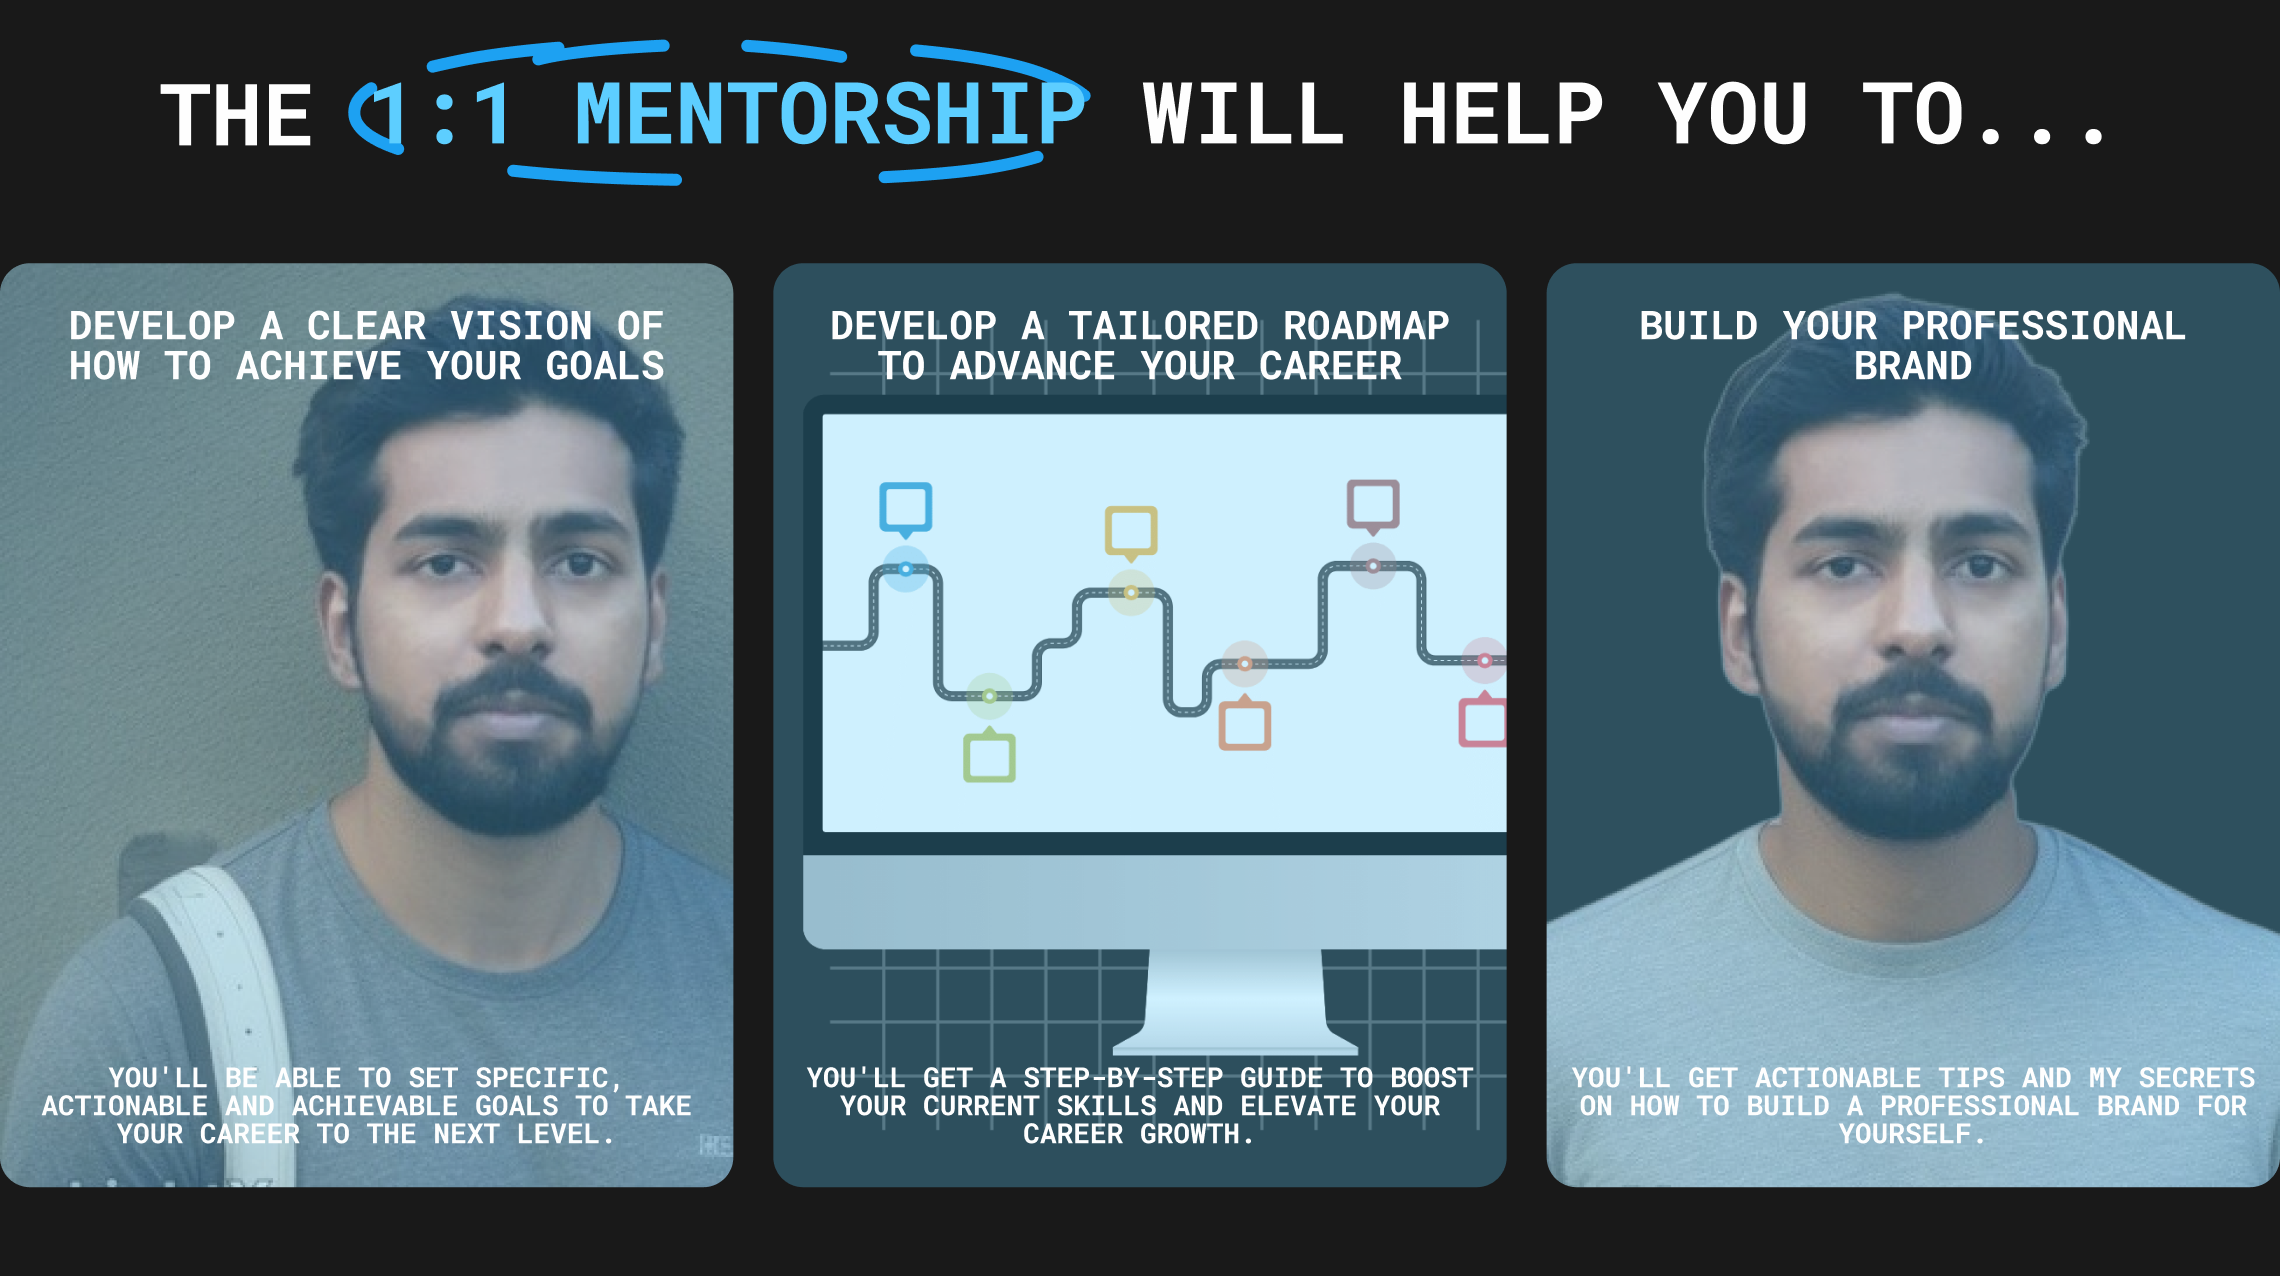 THE 1:1 MENTORSHIP WILL HELP YOU TO...
DEVELOP A CLEAR VISION OF
HOW TO ACHIEVE YOUR GOALS
YOU'LL BE ABLE TO SET SPECIFIC,
ACTIONABLE AND ACHIEVABLE GOALS TO TAKE
YOUR CAREER TO THE NEXT LEVEL.
DEVELOP A TAILORED ROADMAP
TO ADVANCE YOUR CAREER
YOU'LL GET A STEP-BY-STEP GUIDE TO BOOST
YOUR CURRENT SKILLS AND ELEVATE YOUR
CAREER GROWTH.
BUILD YOUR PROFESSIONAL
BRAND
YOU'LL GET ACTIONABLE TIPS AND MY SECRETS
ON HOW TO BUILD A PROFESSIONAL BRAND FOR
YOURSELF.